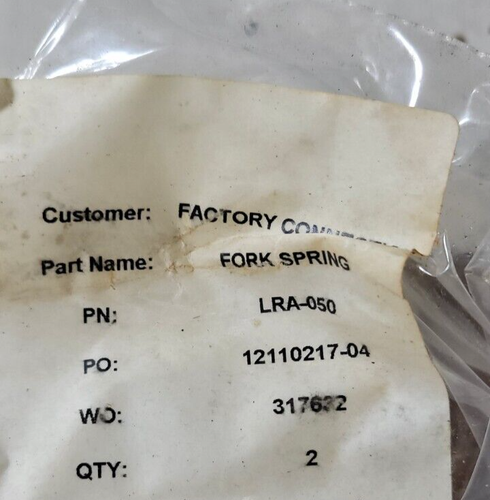 Customer: FACTORY
Part Name: FORK SPRING
PN: LRA-050
PO: 12110217-04
WO:
QTY: 2